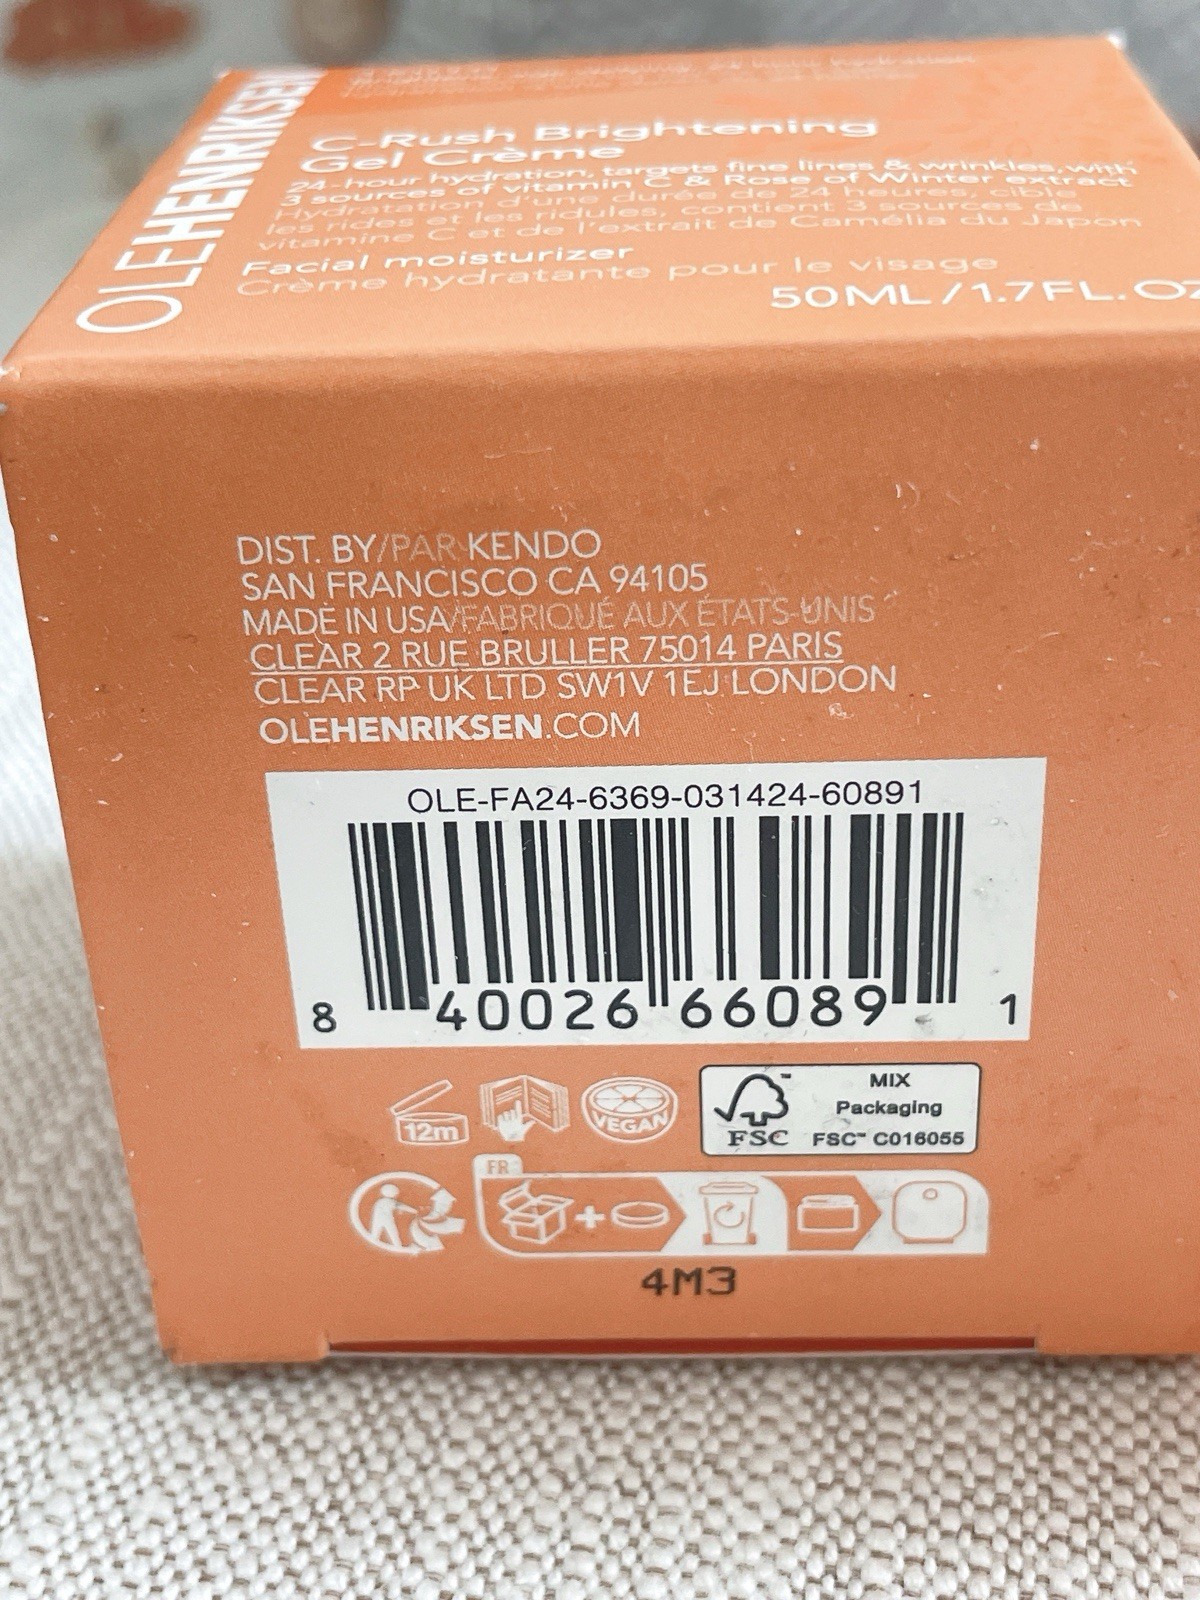 OLEHENRIKSEN
C-Rush Brightening
Gel Crème
24-hour hydration, targets fine lines & wrinkles, with
3 sources of vitamin C & Rose of Winter extract
Hydratation d'une durée de 24 heures, cible
les rides et les ridules, contient 3 sources de
vitamine C et de l'extrait de Camélia du Japon
Facial moisturizer
Crème hydratante pour le visage
50ML/1.7FL.OZ
DIST. BY/PAR KENDO
SAN FRANCISCO CA 94105
MADE IN USA/FABRIQUÉ AUX ÉTATS-UNIS
CLEAR 2 RUE BRULLER 75014 PARIS
CLEAR RP UK LTD SW1V 1EJ LONDON
OLEHENRIKSEN.COM
OLE-FA24-6369-031424-60891
8 40026 66089 1
12m
VEGAN
FSC™
MIX
Packaging
FSC™ C016055
FR
4M3